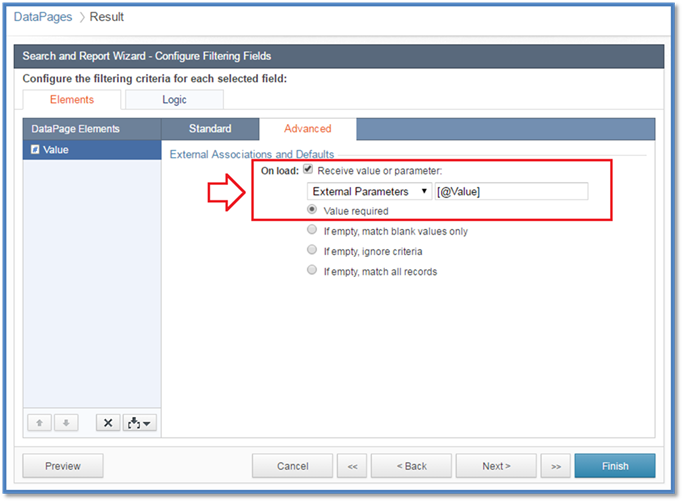 DataPages > Result
Search and Report Wizard - Configure Filtering Fields
Configure the filtering criteria for each selected field:
Elements Logic
DataPage Elements Standard Advanced
Value
External Associations and Defaults
On load: Receive value or parameter:
External Parameters [@Value]
Value required
If empty, match blank values only
If empty, ignore criteria
If empty, match all records
Preview Cancel << < Back Next > >> Finish